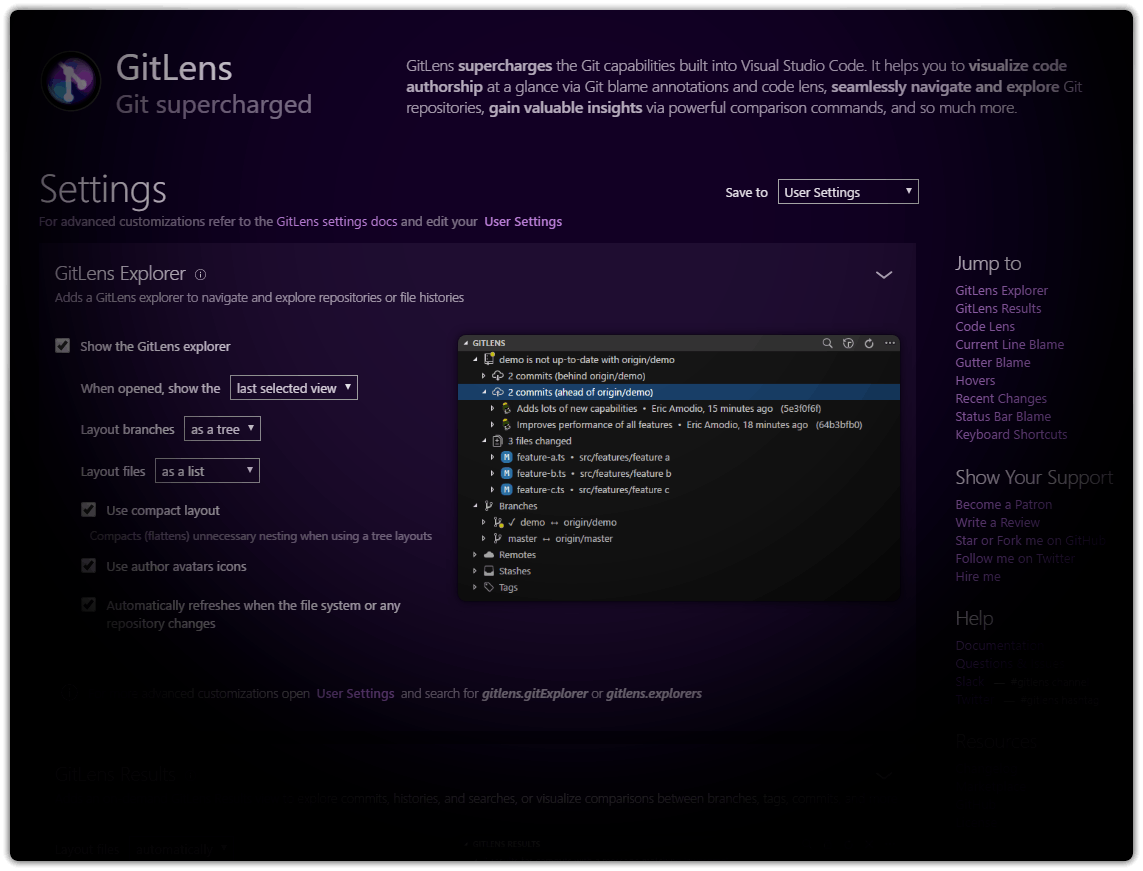 GitLens
Git supercharged
GitLens supercharges the Git capabilities built into Visual Studio Code. It helps you to visualize code
authorship at a glance via Git blame annotations and code lens, seamlessly navigate and explore Git
repositories, gain valuable insights via powerful comparison commands, and so much more.
Settings
Save to User Settings
For advanced customizations refer to the GitLens settings docs and edit your User Settings
GitLens Explorer
Adds a GitLens explorer to navigate and explore repositories or file histories
Show the GitLens explorer
When opened, show the last selected view
Layout branches as a tree
Layout files as a list
Use compact layout
Compacts (flattens) unnecessary nesting when using a tree layouts
Use author avatars icons
Automatically refreshes when the file system or any
repository changes
GITLENS
demo is not up-to-date with origin/demo
2 commits (behind origin/demo)
2 commits (ahead of origin/demo)
Adds lots of new capabilities • Eric Amodio, 15 minutes ago (5e3f0f6f)
Improves performance of all features • Eric Amodio, 18 minutes ago (64b3bfb0)
3 files changed
M feature-a.ts • src/features/feature a
M feature-b.ts • src/features/feature b
M feature-c.ts • src/features/feature c
Branches
✓ demo ↔ origin/demo
master ↔ origin/master
Remotes
Stashes
Tags
advanced customizations open User Settings and search for gitlens.gitExplorer or gitlens.explorers
Jump to
GitLens Explorer
GitLens Results
Code Lens
Current Line Blame
Gutter Blame
Hovers
Recent Changes
Status Bar Blame
Keyboard Shortcuts
Show Your Support
Become a Patron
Write a Review
Star or Fork me on GitHub
Follow me on Twitter
Hire me
Help
Documentation
Slack
GitLens Results
commits, histories, and searches, or visualize comparisons between branches, tags,
GITLENS RESULTS